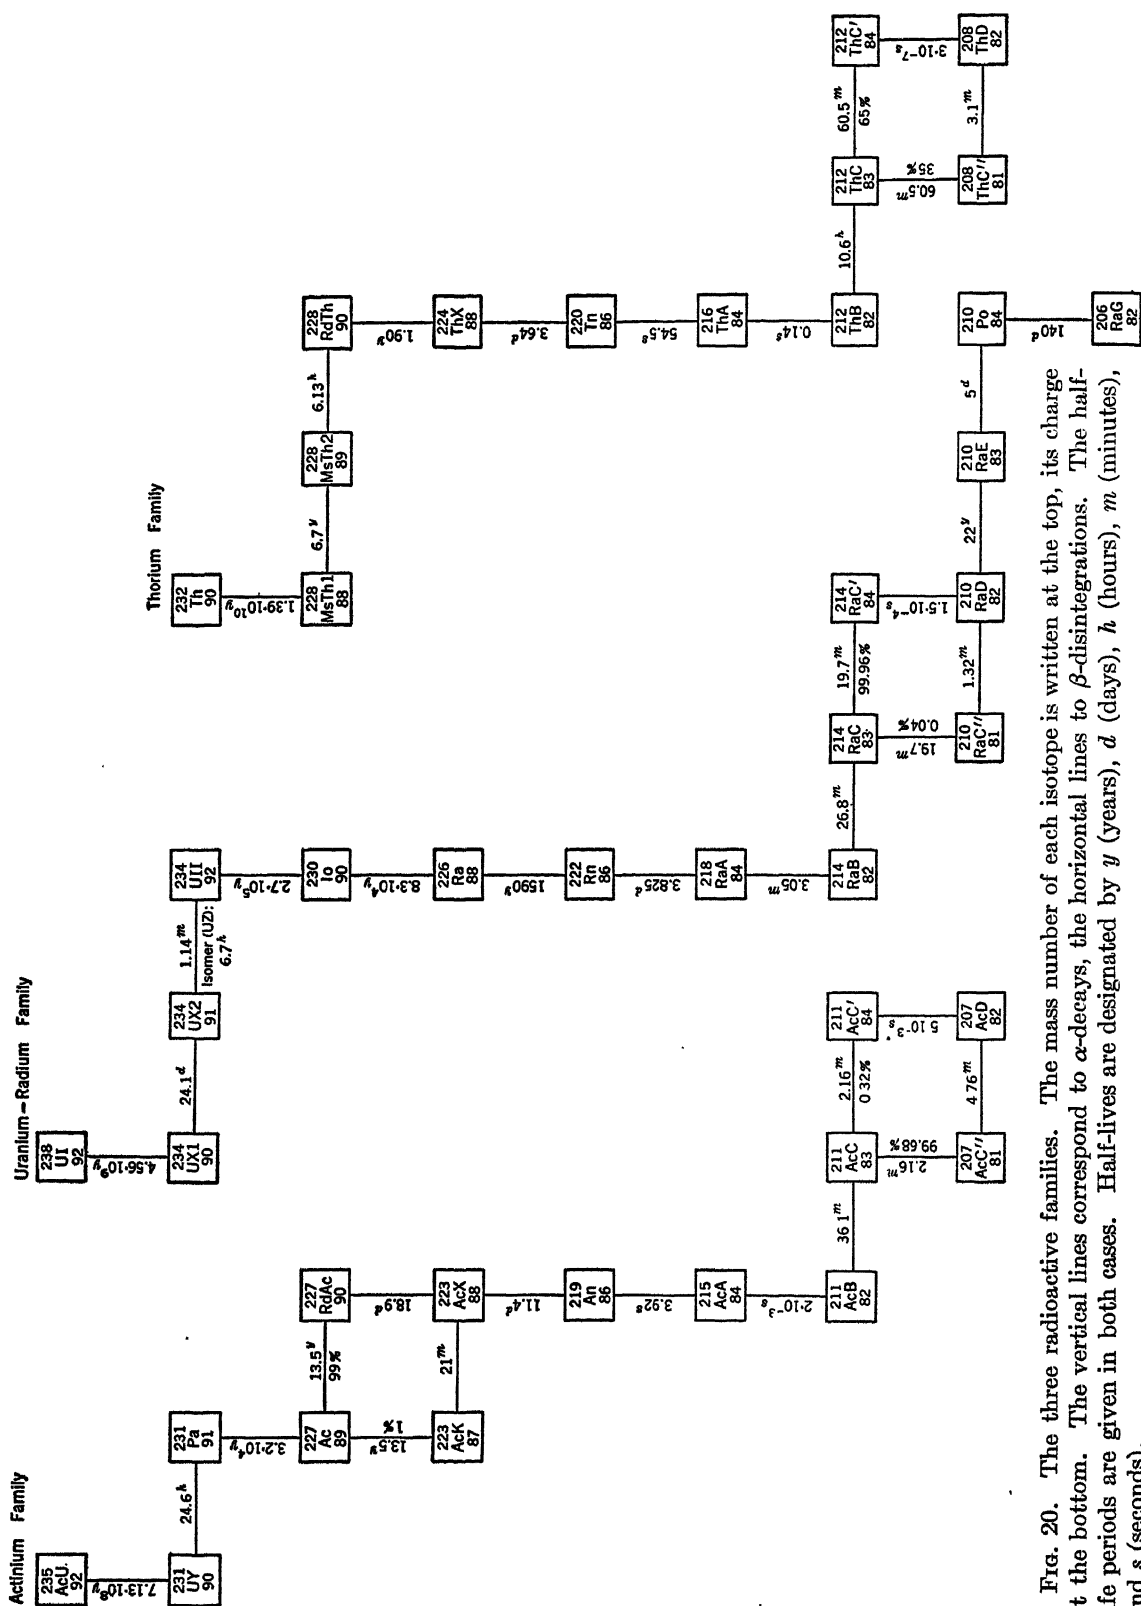 Actinium Family
235
AcU.
92
7.13·10⁸ʸ
231
UY
90
24.6ʰ
231
Pa
91
3.2·10⁴ʸ
227
Ac
89
13.5ʸ
99%
227
RdAc
90
13.5ʸ
1%
223
AcK
87
21ᵐ
18.9ᵈ
223
AcX
88
11.4ᵈ
219
An
86
3.92ˢ
215
AcA
84
2·10⁻³ˢ
211
AcB
82
36 1ᵐ
211
AcC
83
2.16ᵐ
0 32%
211
AcC′
84
2.16ᵐ
99.68%
207
AcC′′
81
4 76ᵐ
5 10⁻³ˢ
207
AcD
82
Uranium–Radium Family
238
UI
92
4.56·10⁹ʸ
234
UX1
90
24.1ᵈ
234
UX2
91
1.14ᵐ
Isomer (UZ):
6.7ʰ
234
UII
92
2.7·10⁵ʸ
230
Io
90
8.3·10⁴ʸ
226
Ra
88
1590ʸ
222
Rn
86
3.825ᵈ
218
RaA
84
3.05ᵐ
214
RaB
82
26.8ᵐ
214
RaC
83
19.7ᵐ
99.96%
214
RaC′
84
19.7ᵐ
0.04%
210
RaC′′
81
1.32ᵐ
1.5·10⁻⁴ˢ
210
RaD
82
22ʸ
210
RaE
83
5ᵈ
210
Po
84
140ᵈ
206
RaG
82
Thorium Family
232
Th
90
1.39·10¹⁰ʸ
228
MsTh1
88
6.7ʸ
228
MsTh2
89
6.13ʰ
228
RdTh
90
1.90ʸ
224
ThX
88
3.64ᵈ
220
Tn
86
54.5ˢ
216
ThA
84
0.14ˢ
212
ThB
82
10.6ʰ
212
ThC
83
60.5ᵐ
65%
212
ThC′
84
60.5ᵐ
35%
208
ThC′′
81
3.1ᵐ
3·10⁻⁷ˢ
208
ThD
82
FIG. 20. The three radioactive families. The mass number of each isotope is written at the top, its charge
t the bottom. The vertical lines correspond to α-decays, the horizontal lines to β-disintegrations. The half-
fe periods are given in both cases. Half-lives are designated by y (years), d (days), h (hours), m (minutes),
nd s (seconds).